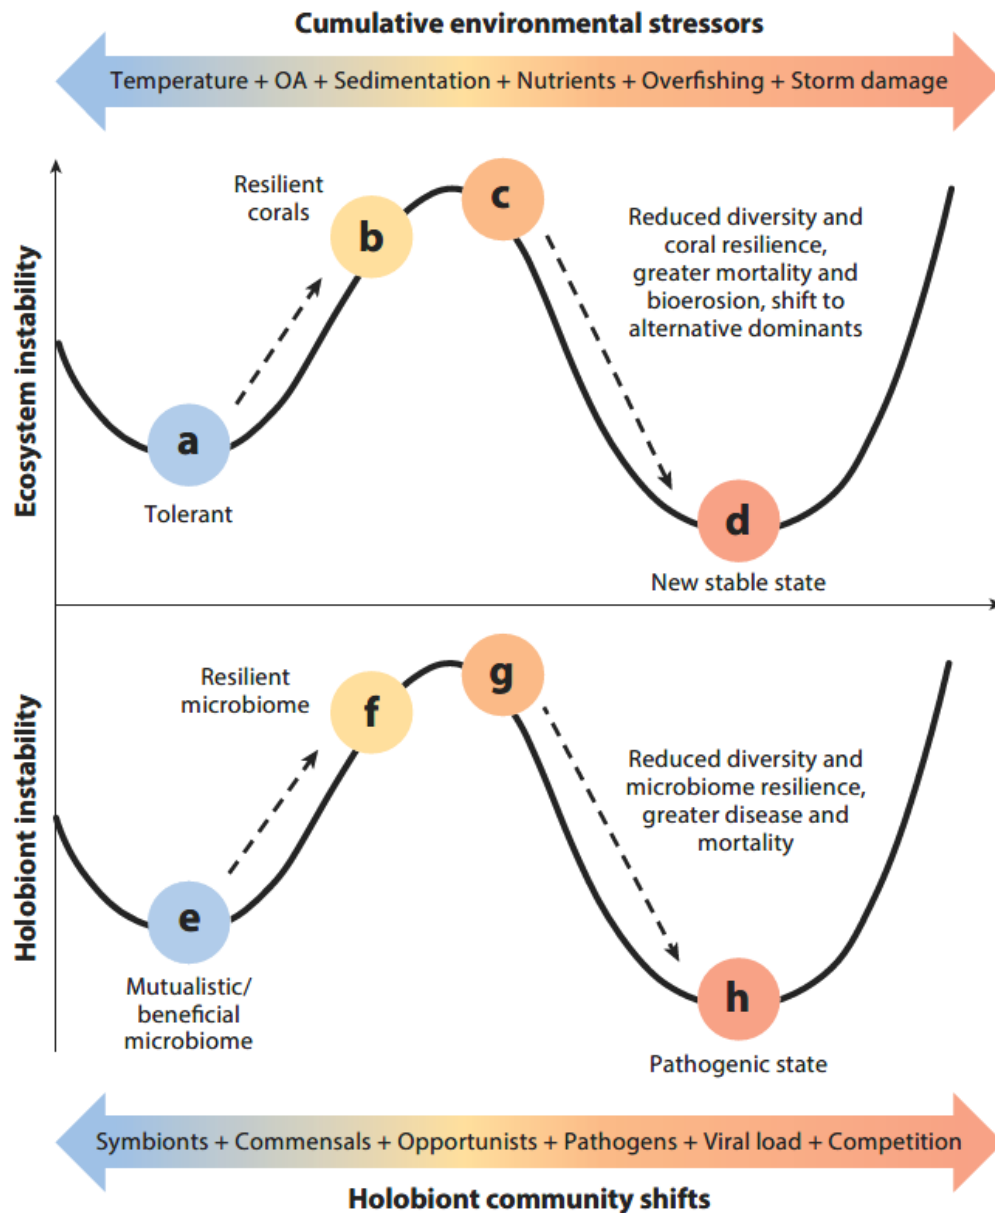 Cumulative environmental stressors
Temperature + OA + Sedimentation + Nutrients + Overfishing + Storm damage
Ecosystem instability
Resilient
corals
a
b
c
d
Tolerant
Reduced diversity and
coral resilience,
greater mortality and
bioerosion, shift to
alternative dominants
New stable state
Holobiont instability
Resilient
microbiome
e
f
g
h
Mutualistic/
beneficial
microbiome
Reduced diversity and
microbiome resilience,
greater disease and
mortality
Pathogenic state
Symbionts + Commensals + Opportunists + Pathogens + Viral load + Competition
Holobiont community shifts